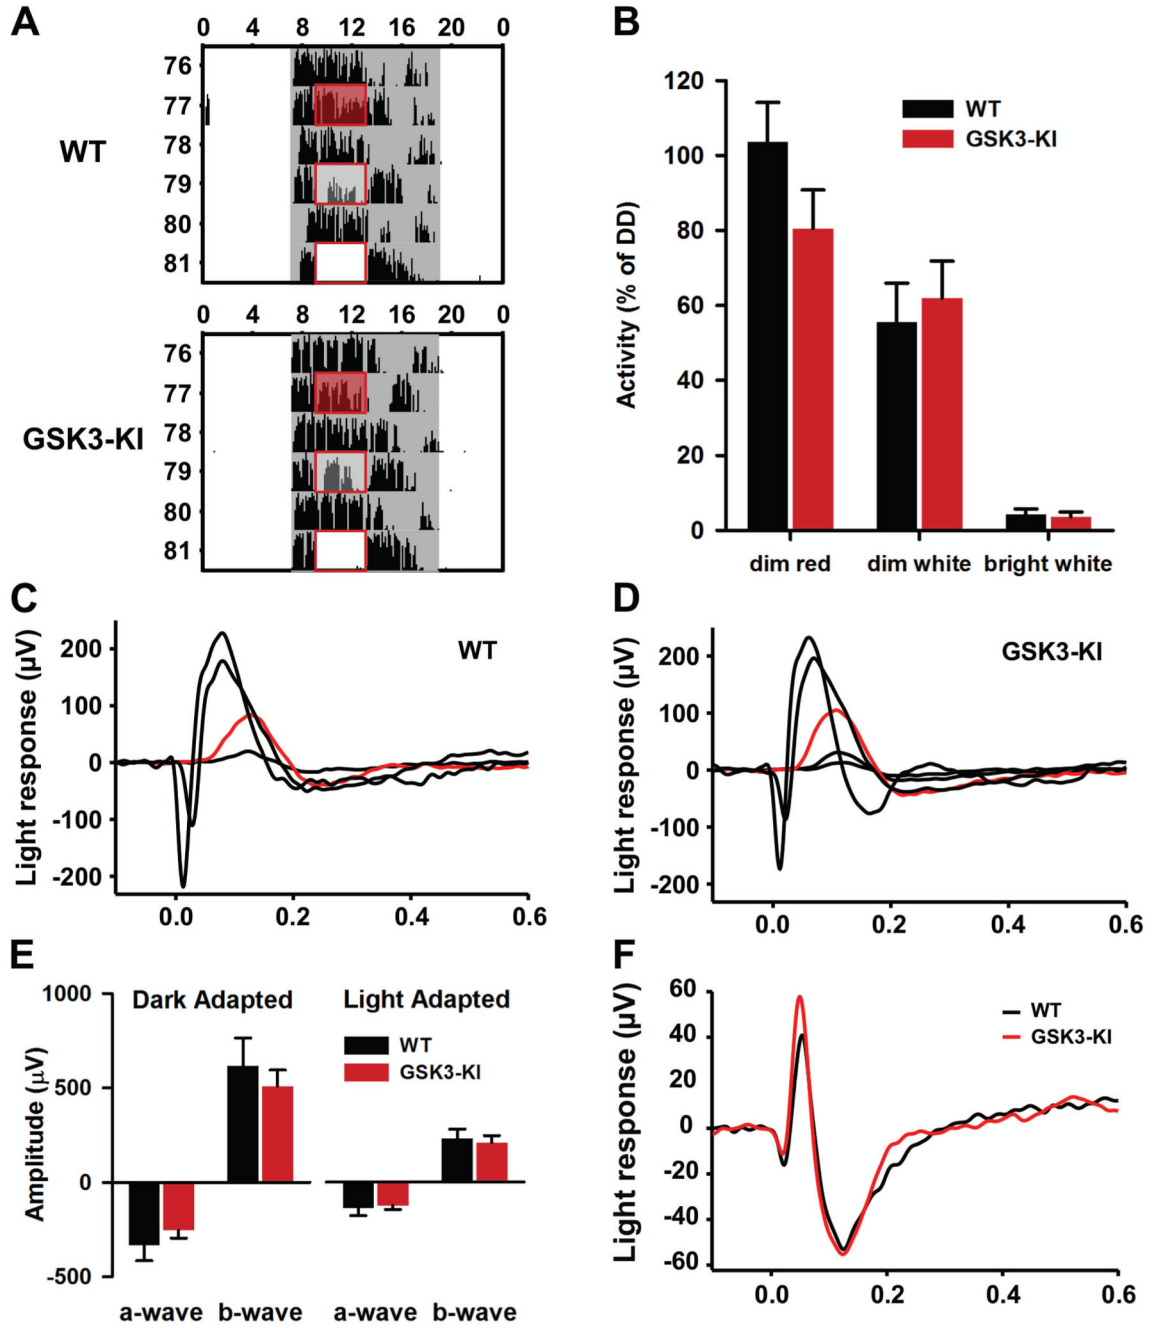 A
0 4 8 12 16 20 0
WT
76
77
78
79
80
81
0 4 8 12 16 20 0
GSK3-KI
76
77
78
79
80
81
B
Activity (% of DD)
120
100
80
60
40
20
0
WT
GSK3-KI
dim red dim white bright white
C
Light response (µV)
WT
200
100
0
-100
-200
0.0 0.2 0.4 0.6
D
Light response (µV)
GSK3-KI
200
100
0
-100
-200
0.0 0.2 0.4 0.6
E
Amplitude (µV)
1000
500
0
-500
Dark Adapted Light Adapted
WT
GSK3-KI
a-wave b-wave a-wave b-wave
F
Light response (µV)
60
40
20
0
-20
-40
-60
WT
GSK3-KI
0.0 0.2 0.4 0.6